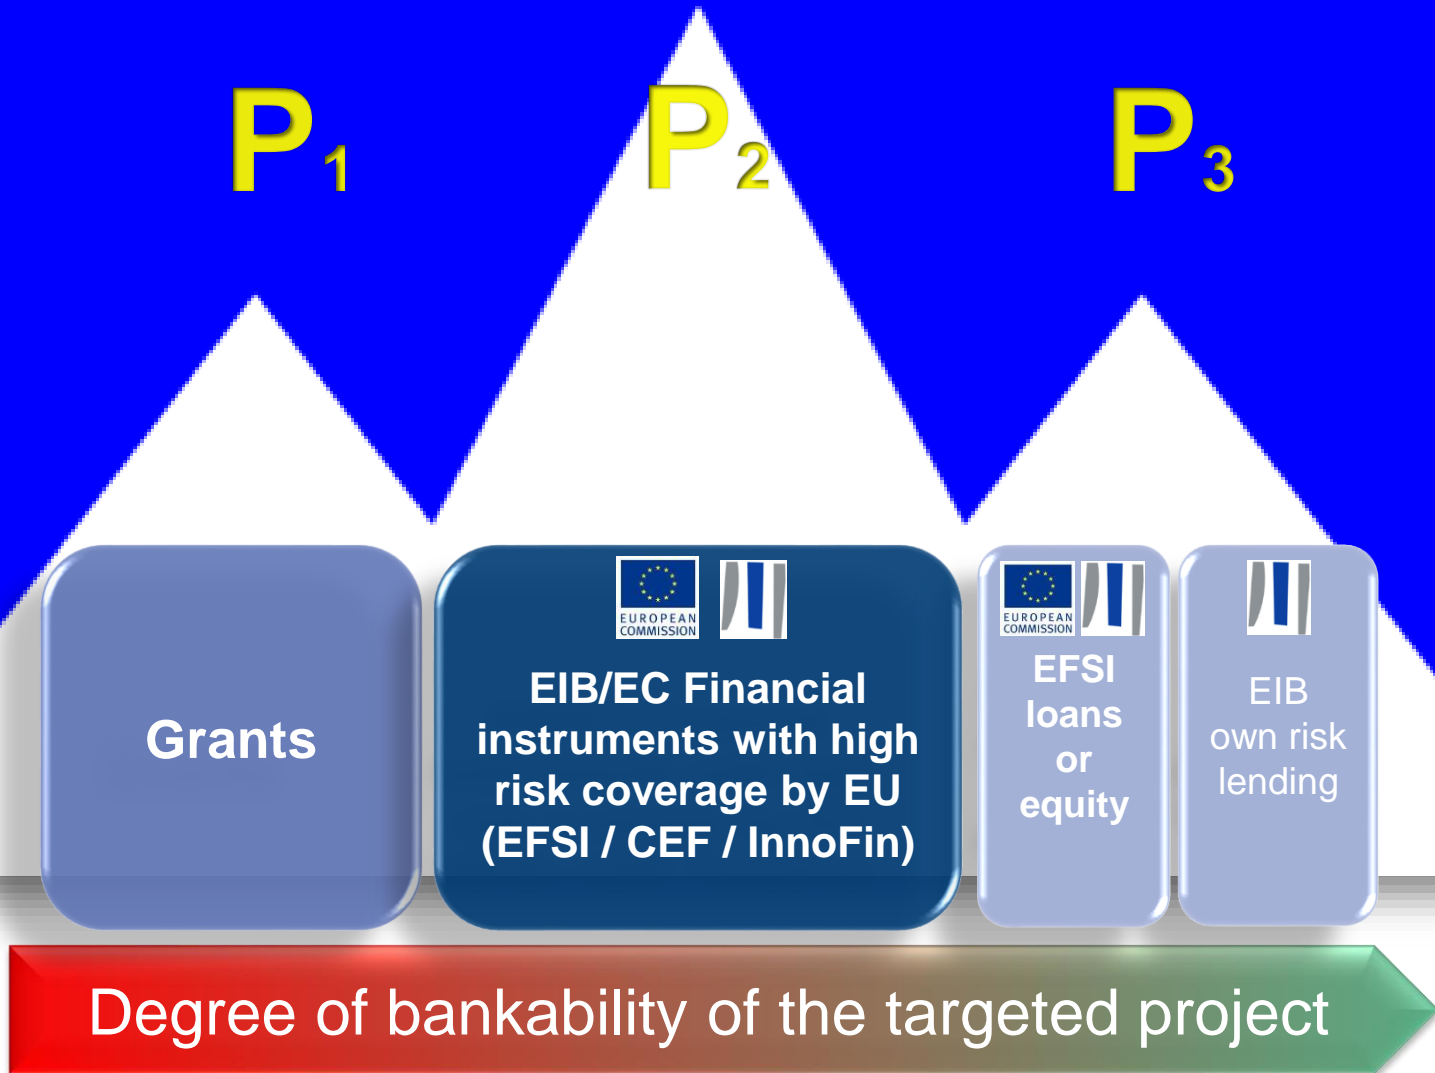 P1
P2
P3
EUROPEAN
COMMISSION
EIB/EC Financial
instruments with high
risk coverage by EU
(EFSI / CEF / InnoFin)
Grants
EUROPEAN
COMMISSION
EFSI
loans
or
equity
EIB
own risk
lending
Degree of bankability of the targeted project